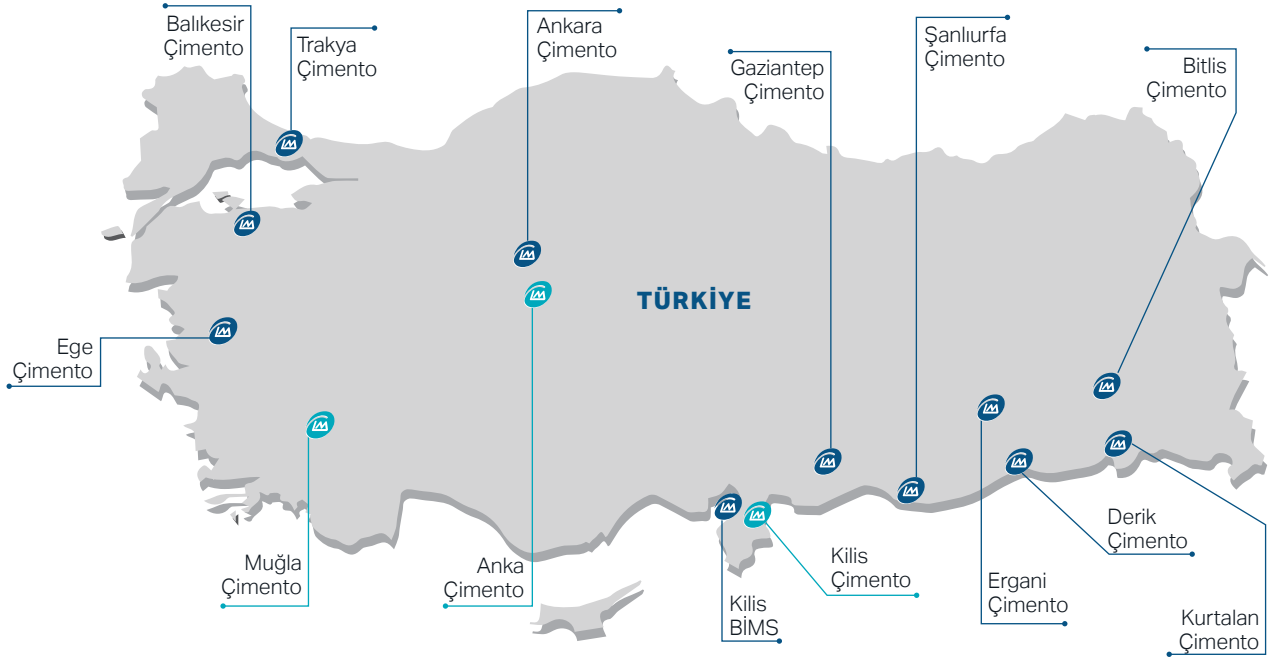 Balıkesir
Çimento
Trakya
Çimento
Ankara
Çimento
Gaziantep
Çimento
Şanlıurfa
Çimento
Bitlis
Çimento
TÜRKİYE
Ege
Çimento
Muğla
Çimento
Anka
Çimento
Kilis
BİMS
Kilis
Çimento
Ergani
Çimento
Derik
Çimento
Kurtalan
Çimento